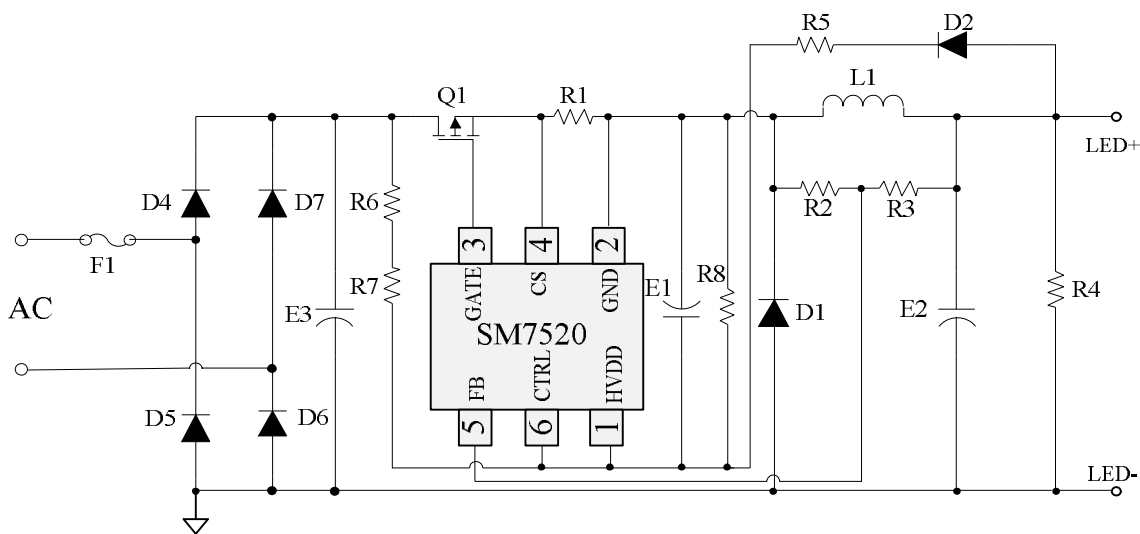 R5
D2
L1
Q1
R1
LED+
D4
D7
R6
R2
R3
3
4
2
F1
R7
GATE
CS
GND
E1
R8
R4
AC
E3
SM7520
D1
E2
FB
CTRL
HVDD
D5
D6
5
6
1
LED-